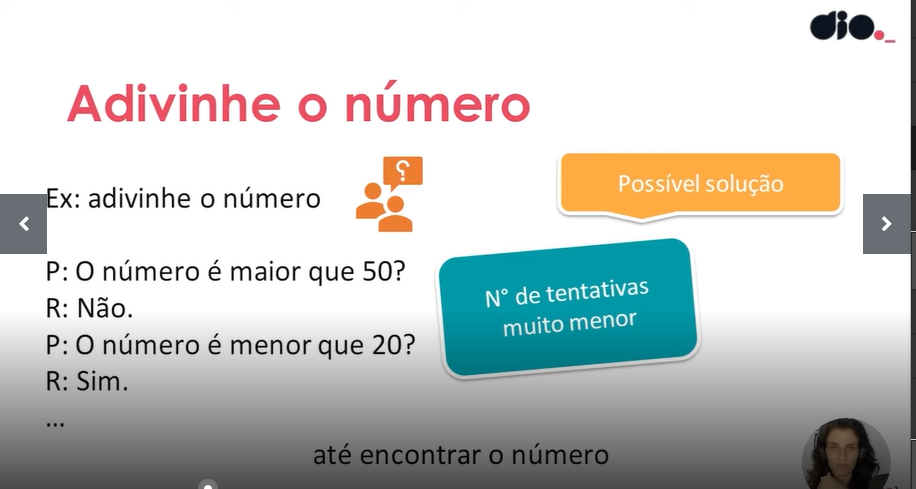 dio._
Adivinhe o número
Ex: adivinhe o número
?
Possível solução
P: O número é maior que 50?
R: Não.
P: O número é menor que 20?
R: Sim.
...
N° de tentativas
muito menor
até encontrar o número